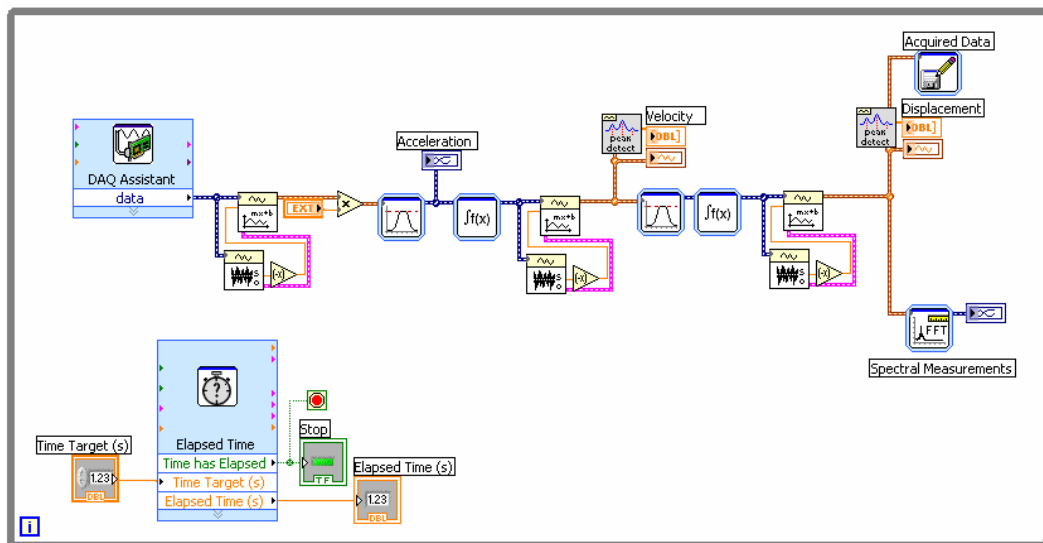 Acquired Data
Velocity
Displacement
DBL]
DBL]
peak
detect
peak
detect
Acceleration
DAQ Assistant
data
mx+b
EXT
x
∫f(x)
mx+b
∫f(x)
mx+b
s
o
(-x)
s
o
(-x)
s
o
(-x)
FFT
Spectral Measurements
?
Elapsed Time
Stop
Time Target (s)
Time has Elapsed
TF
Elapsed Time (s)
1.23
DBL
Time Target (s)
Elapsed Time (s)
1.23
DBL
i